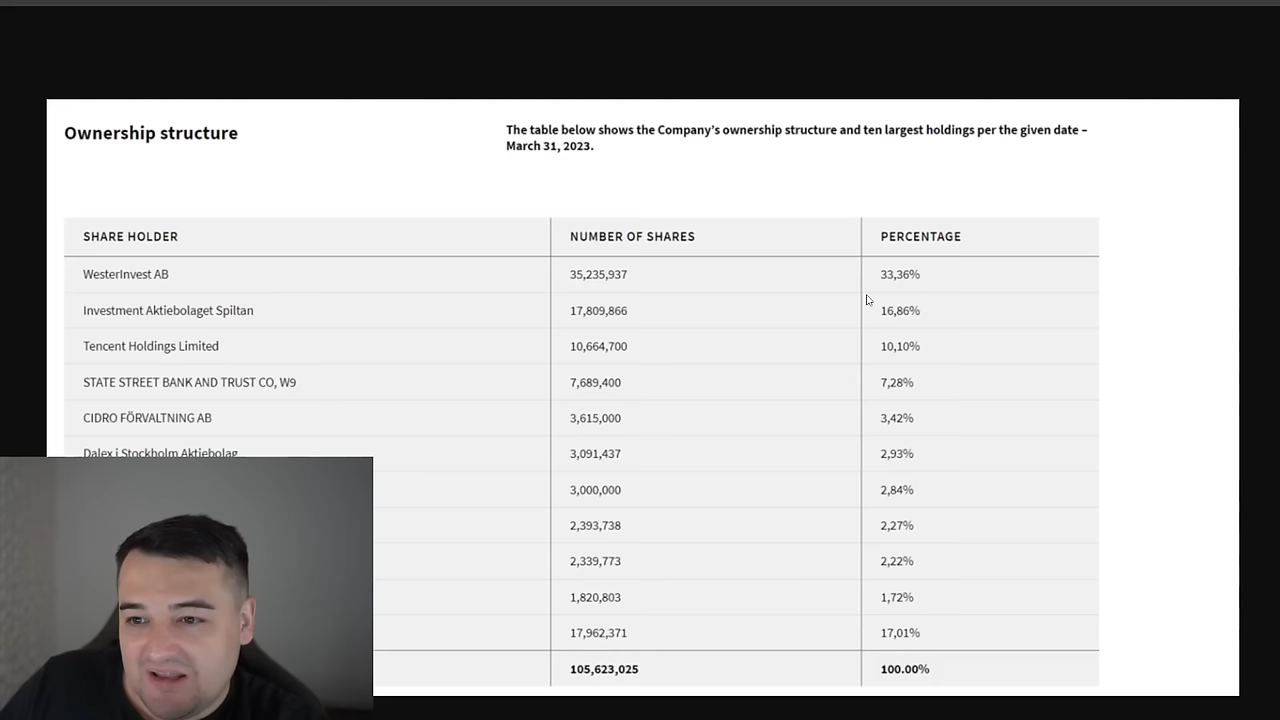 Ownership structure
The table below shows the Company's ownership structure and ten largest holdings per the given date –
March 31, 2023.
SHARE HOLDER NUMBER OF SHARES PERCENTAGE
WesterInvest AB 35,235,937 33,36%
Investment Aktiebolaget Spiltan 17,809,866 16,86%
Tencent Holdings Limited 10,664,700 10,10%
STATE STREET BANK AND TRUST CO, W9 7,689,400 7,28%
CIDRO FÖRVALTNING AB 3,615,000 3,42%
Dalex i Stockholm Aktiebolag 3,091,437 2,93%
3,000,000 2,84%
2,393,738 2,27%
2,339,773 2,22%
1,820,803 1,72%
17,962,371 17,01%
105,623,025 100.00%